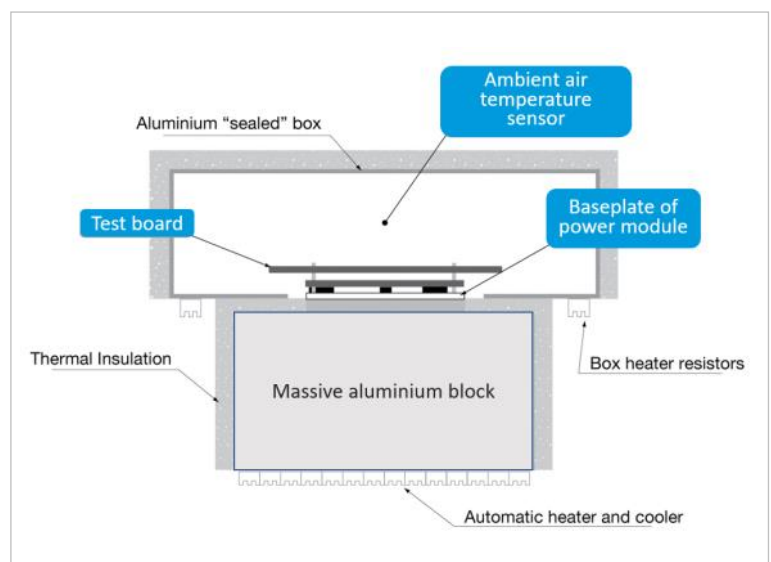 Ambient air
temperature
sensor
Aluminium “sealed” box
Test board
Baseplate of
power module
Thermal Insulation
Box heater resistors
Massive aluminium block
Automatic heater and cooler